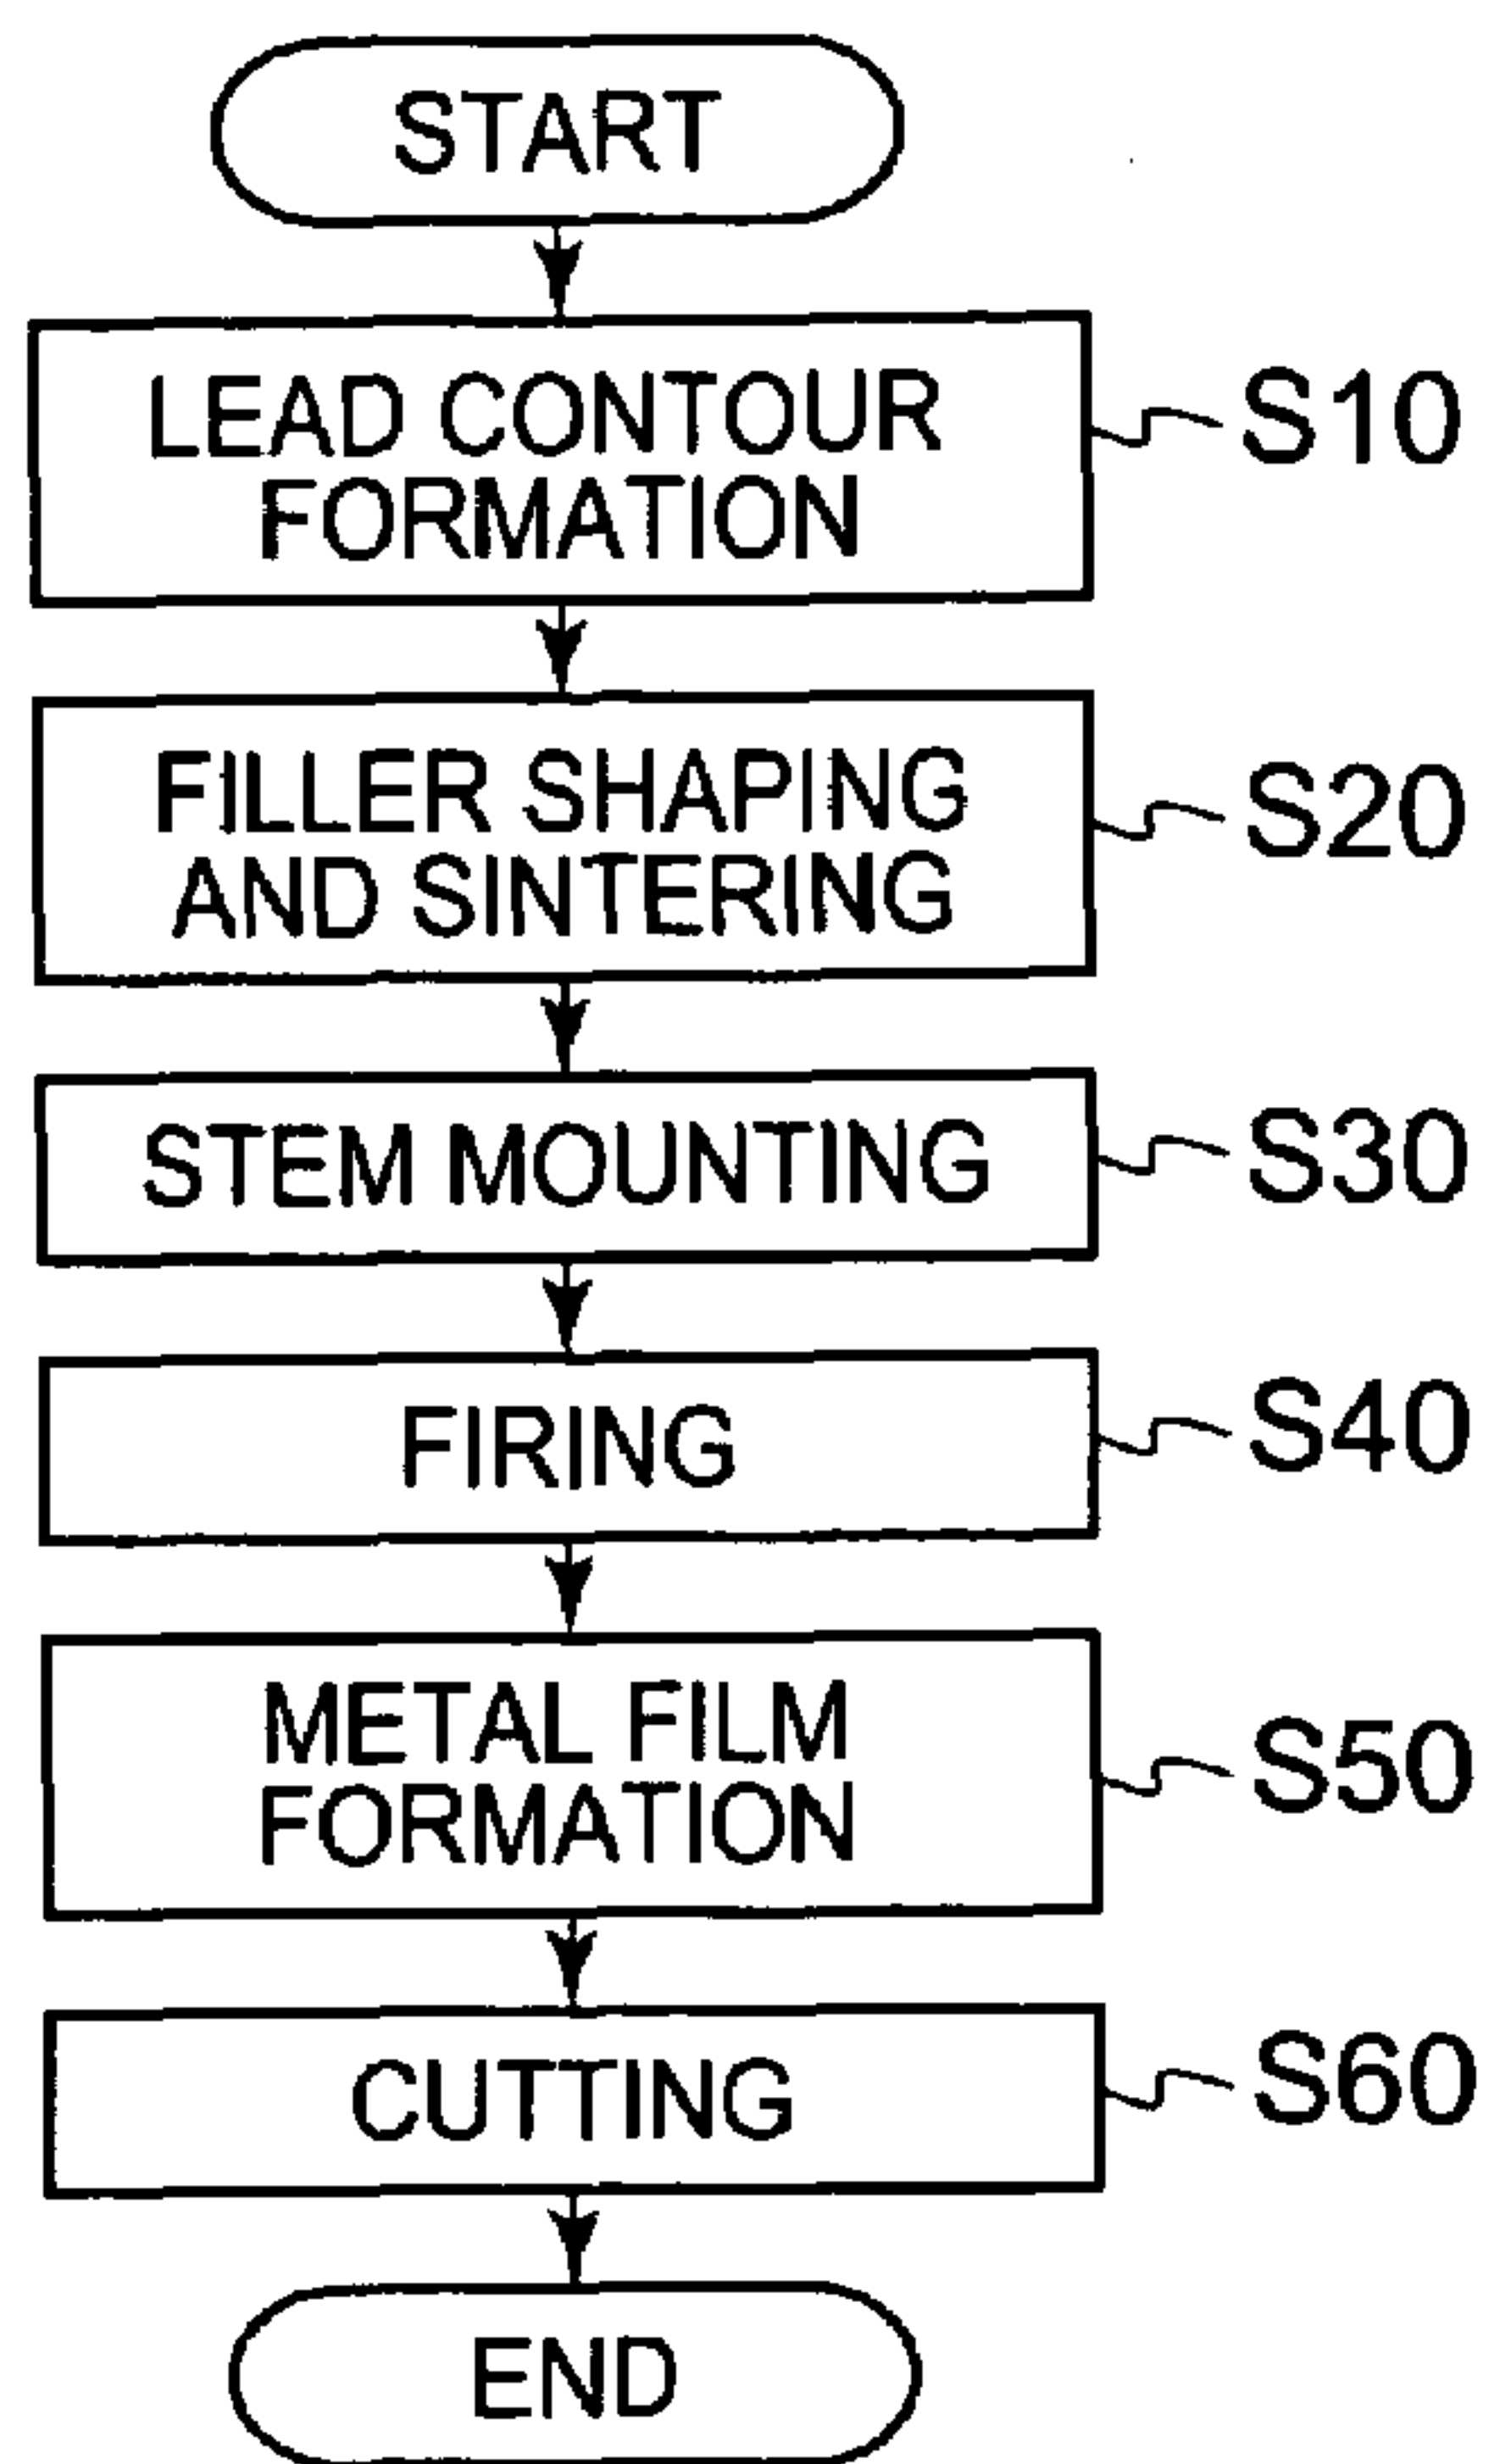 START
LEAD CONTOUR
FORMATION
S10
FILLER SHAPING
AND SINTERING
S20
STEM MOUNTING
S30
FIRING
S40
METAL FILM
FORMATION
S50
CUTTING
S60
END